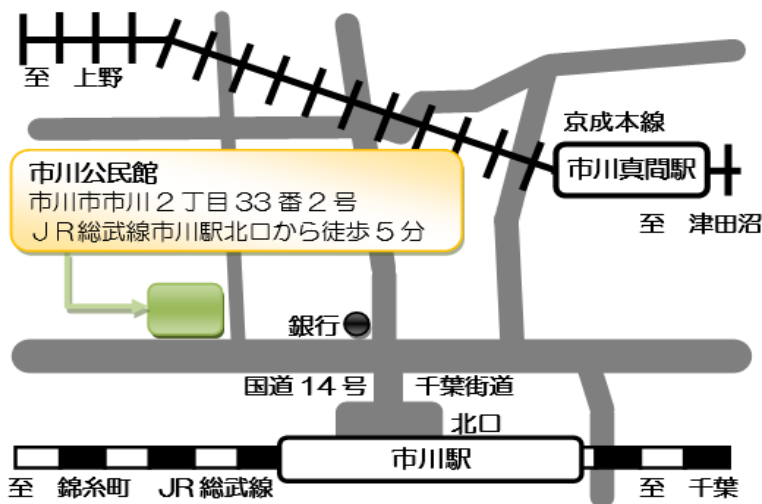 至 上野
京成本線
市川真間駅
至 津田沼
市川公民館
市川市市川2丁目33番2号
JR総武線市川駅北口から徒歩5分
銀行
国道14号 千葉街道
北口
市川駅
至 錦糸町 JR総武線
至 千葉